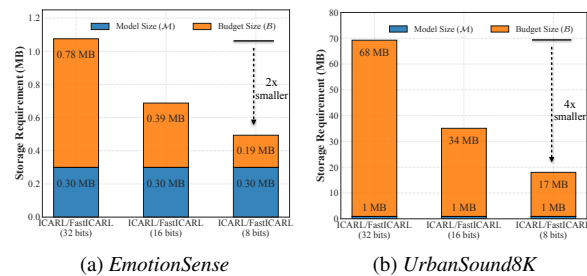 Storage Requirement (MB)
1.2
1.0
0.8
0.6
0.4
0.2
0.0
Model Size (ℳ)
Budget Size (ℬ)
0.78 MB
0.30 MB
0.39 MB
0.30 MB
0.19 MB
0.30 MB
2x
smaller
ICARL/FastICARL
(32 bits)
ICARL/FastICARL
(16 bits)
ICARL/FastICARL
(8 bits)
(a) EmotionSense
Storage Requirement (MB)
80
70
60
50
40
30
20
10
0
Model Size (ℳ)
Budget Size (ℬ)
68 MB
1 MB
34 MB
1 MB
17 MB
1 MB
4x
smaller
ICARL/FastICARL
(32 bits)
ICARL/FastICARL
(16 bits)
ICARL/FastICARL
(8 bits)
(b) UrbanSound8K